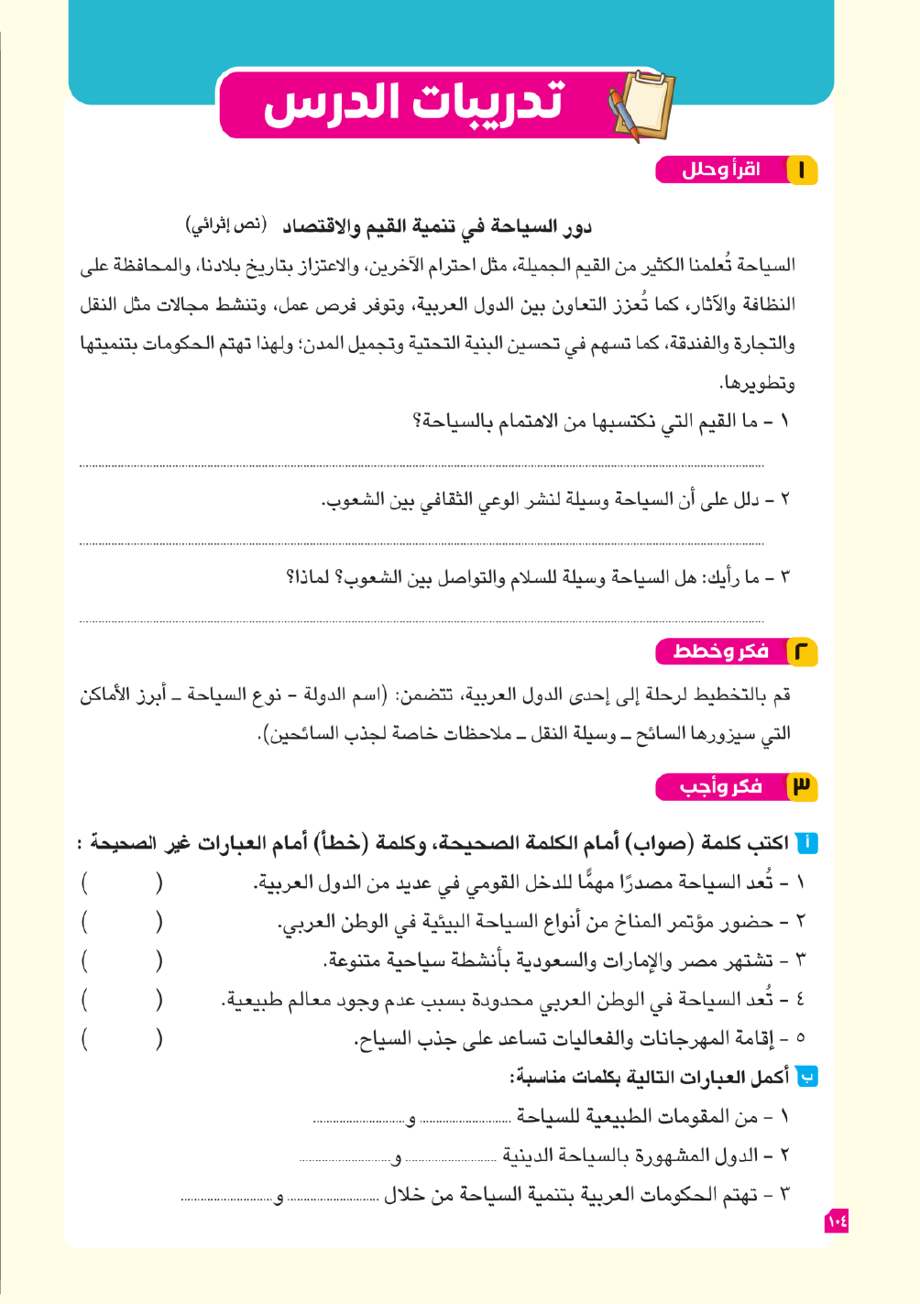 تدريبات الدرس
١ اقرأ وحلل
دور السياحة في تنمية القيم والاقتصاد (نص إثرائي)
السياحة تُعلمنا الكثير من القيم الجميلة، مثل احترام الآخرين، والاعتزاز بتاريخ بلادنا، والمحافظة على
النظافة والآثار، كما تُعزز التعاون بين الدول العربية، وتوفر فرص عمل، وتنشط مجالات مثل النقل
والتجارة والفندقة، كما تسهم في تحسين البنية التحتية وتجميل المدن؛ ولهذا تهتم الحكومات بتنميتها
وتطويرها.
١ – ما القيم التي نكتسبها من الاهتمام بالسياحة؟
٢ – دلل على أن السياحة وسيلة لنشر الوعي الثقافي بين الشعوب.
٣ – ما رأيك: هل السياحة وسيلة للسلام والتواصل بين الشعوب؟ لماذا؟
٢ فكر وخطط
قم بالتخطيط لرحلة إلى إحدى الدول العربية، تتضمن: (اسم الدولة – نوع السياحة – أبرز الأماكن
التي سيزورها السائح – وسيلة النقل – ملاحظات خاصة لجذب السائحين).
٣ فكر وأجب
أ اكتب كلمة (صواب) أمام الكلمة الصحيحة، وكلمة (خطأ) أمام العبارات غير الصحيحة :
١ – تُعد السياحة مصدرًا مهمًّا للدخل القومي في عديد من الدول العربية. ( )
٢ – حضور مؤتمر المناخ من أنواع السياحة البيئية في الوطن العربي. ( )
٣ – تشتهر مصر والإمارات والسعودية بأنشطة سياحية متنوعة. ( )
٤ – تُعد السياحة في الوطن العربي محدودة بسبب عدم وجود معالم طبيعية. ( )
٥ – إقامة المهرجانات والفعاليات تساعد على جذب السياح. ( )
ب أكمل العبارات التالية بكلمات مناسبة:
١ – من المقومات الطبيعية للسياحة ............................ و............................
٢ – الدول المشهورة بالسياحة الدينية ............................ و............................
٣ – تهتم الحكومات العربية بتنمية السياحة من خلال ............................ و............................
١٠٤